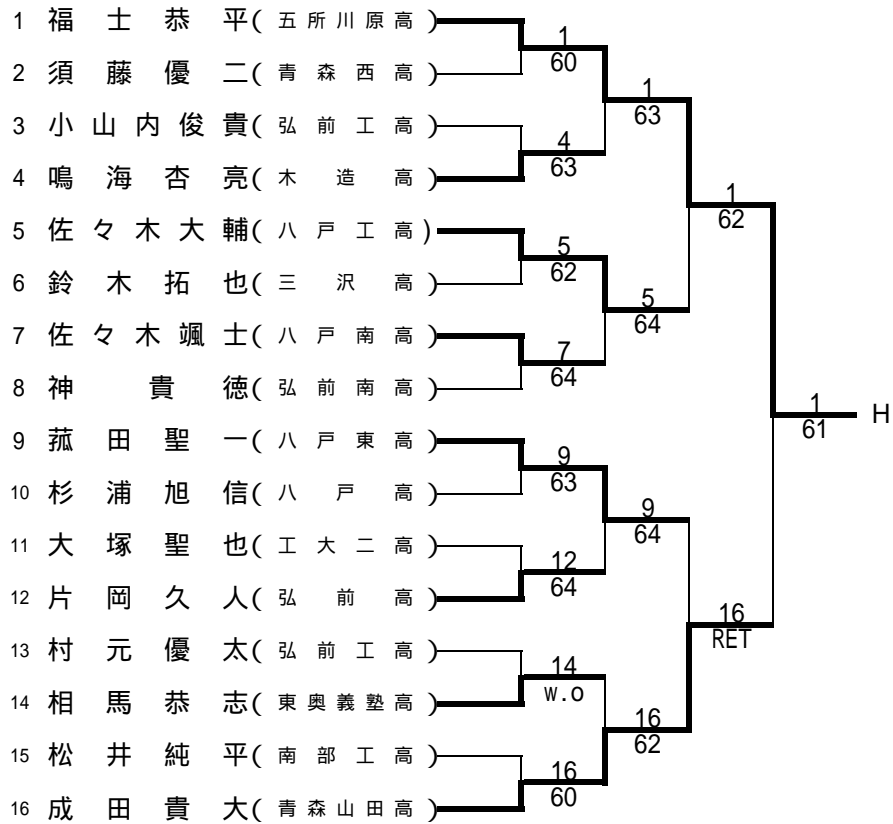 1 福士恭平(五所川原高)
2 須藤優二(青森西高)
3 小山内俊貴(弘前工高)
4 鳴海杏亮(木造高)
5 佐々木大輔(八戸工高)
6 鈴木拓也(三沢高)
7 佐々木颯士(八戸南高)
8 神貴徳(弘前南高)
9 菰田聖一(八戸東高)
10 杉浦旭信(八戸高)
11 大塚聖也(工大二高)
12 片岡久人(弘前高)
13 村元優太(弘前工高)
14 相馬恭志(東奥義塾高)
15 松井純平(南部工高)
16 成田貴大(青森山田高)
1
60
4
63
5
62
7
64
9
63
12
64
14
w.o
16
60
1
63
5
64
9
64
16
62
1
62
16
RET
1
61
H